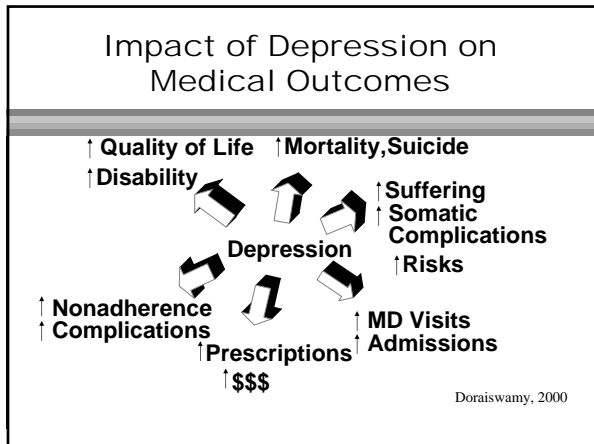 Impact of Depression on
Medical Outcomes
↑ Quality of Life
↑Disability
↑Mortality,Suicide
↑Suffering
↑ Somatic
Complications
↑Risks
Depression
↑ Nonadherence
↑ Complications
↑Prescriptions
↑$$$
↑ MD Visits
↑ Admissions
Doraiswamy, 2000